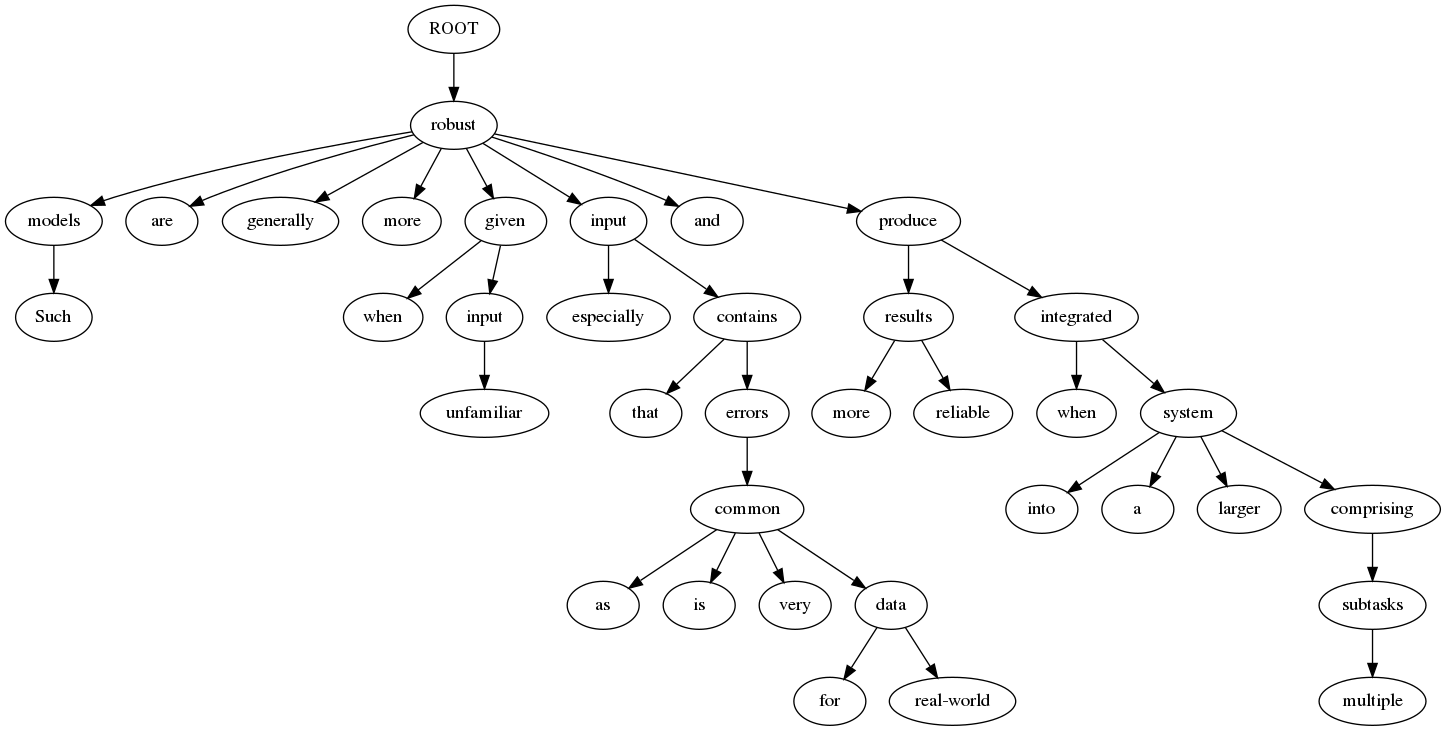 ROOT
robust
models are generally more given input and produce
Such when input especially contains results integrated
unfamiliar that errors more reliable when system
common into a larger comprising
as is very data subtasks
for real-world multiple